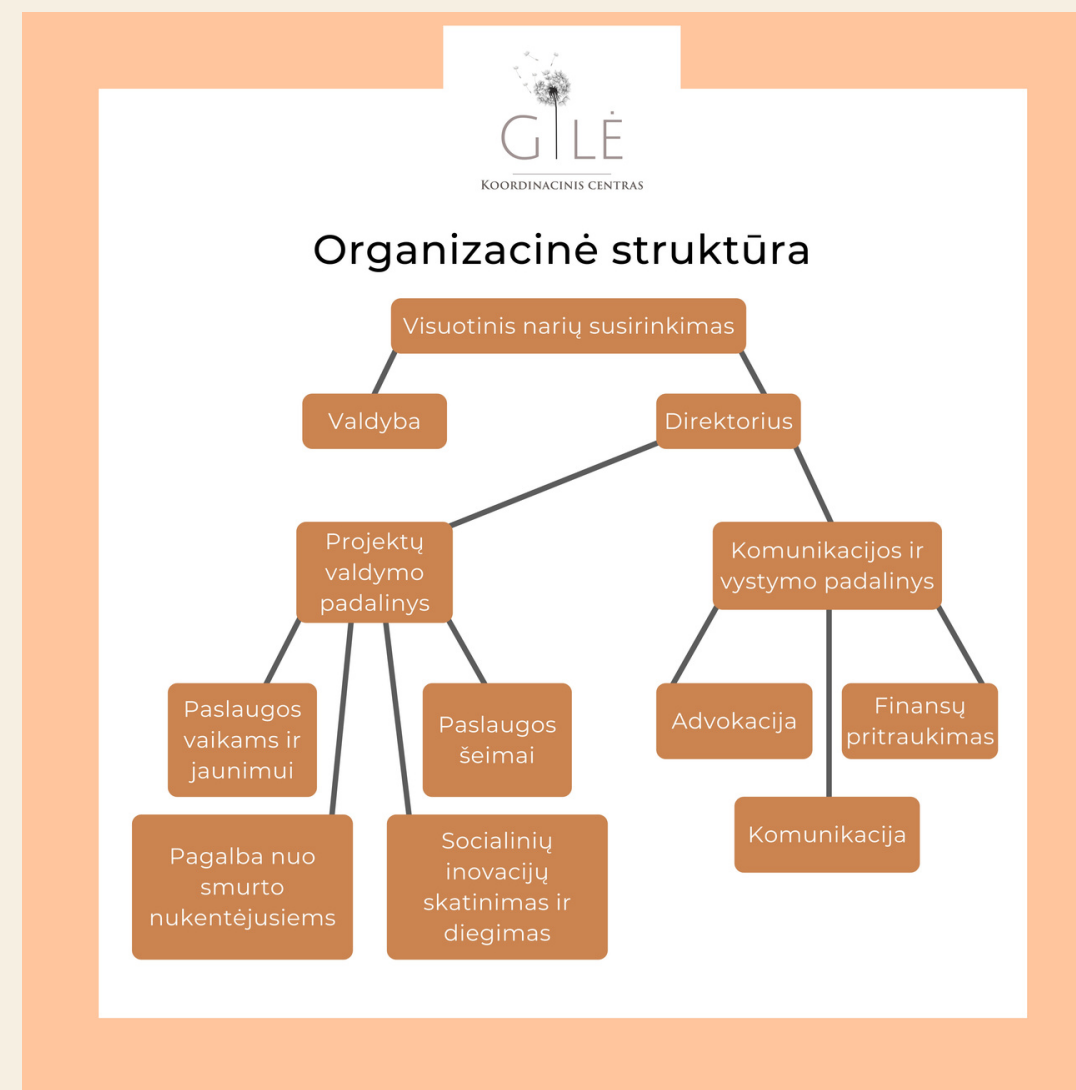 GILĖ
KOORDINACINIS CENTRAS
Organizacinė struktūra
Visuotinis narių susirinkimas
Valdyba
Direktorius
Projektų
valdymo
padalinys
Komunikacijos ir
vystymo padalinys
Paslaugos
vaikams ir
jaunimui
Paslaugos
šeimai
Advokacija
Finansų
pritraukimas
Pagalba nuo
smurto
nukentėjusiems
Socialinių
inovacijų
skatinimas ir
diegimas
Komunikacija